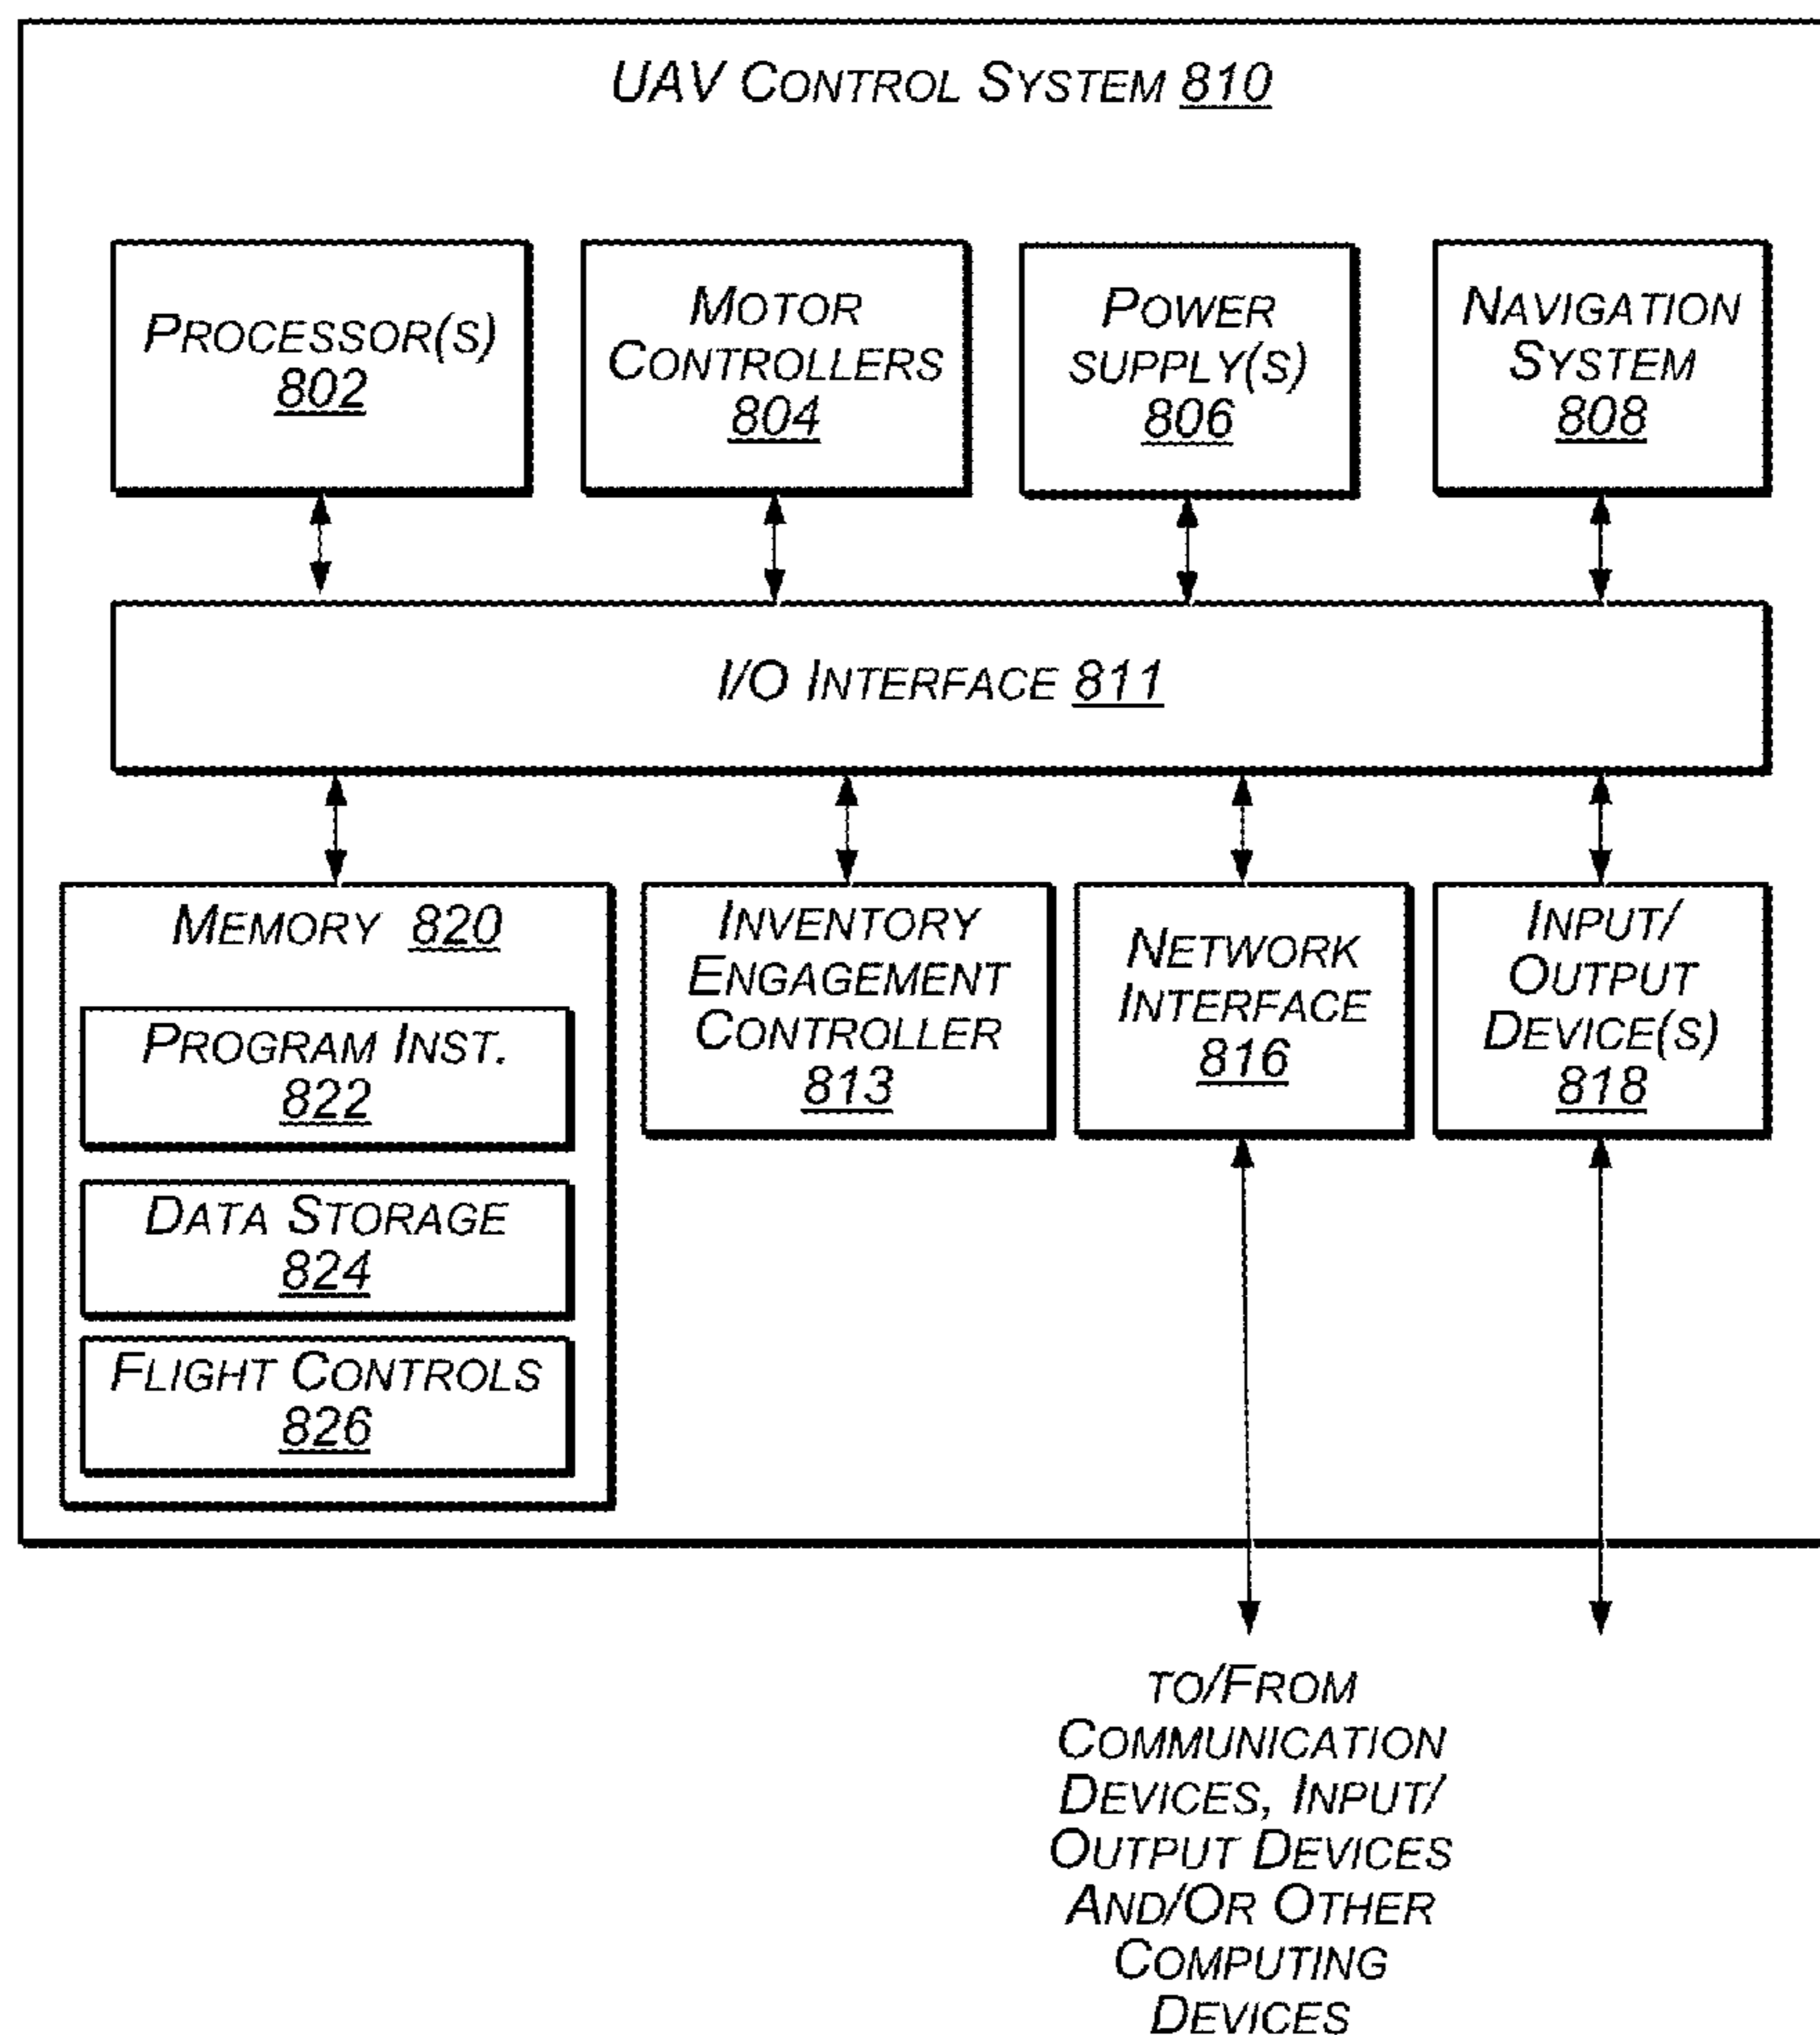 UAV CONTROL SYSTEM 810
PROCESSOR(S)
802
MOTOR
CONTROLLERS
804
POWER
SUPPLY(S)
806
NAVIGATION
SYSTEM
808
I/O INTERFACE 811
MEMORY 820
PROGRAM INST.
822
DATA STORAGE
824
FLIGHT CONTROLS
826
INVENTORY
ENGAGEMENT
CONTROLLER
813
NETWORK
INTERFACE
816
INPUT/
OUTPUT
DEVICE(S)
818
TO/FROM
COMMUNICATION
DEVICES, INPUT/
OUTPUT DEVICES
AND/OR OTHER
COMPUTING
DEVICES